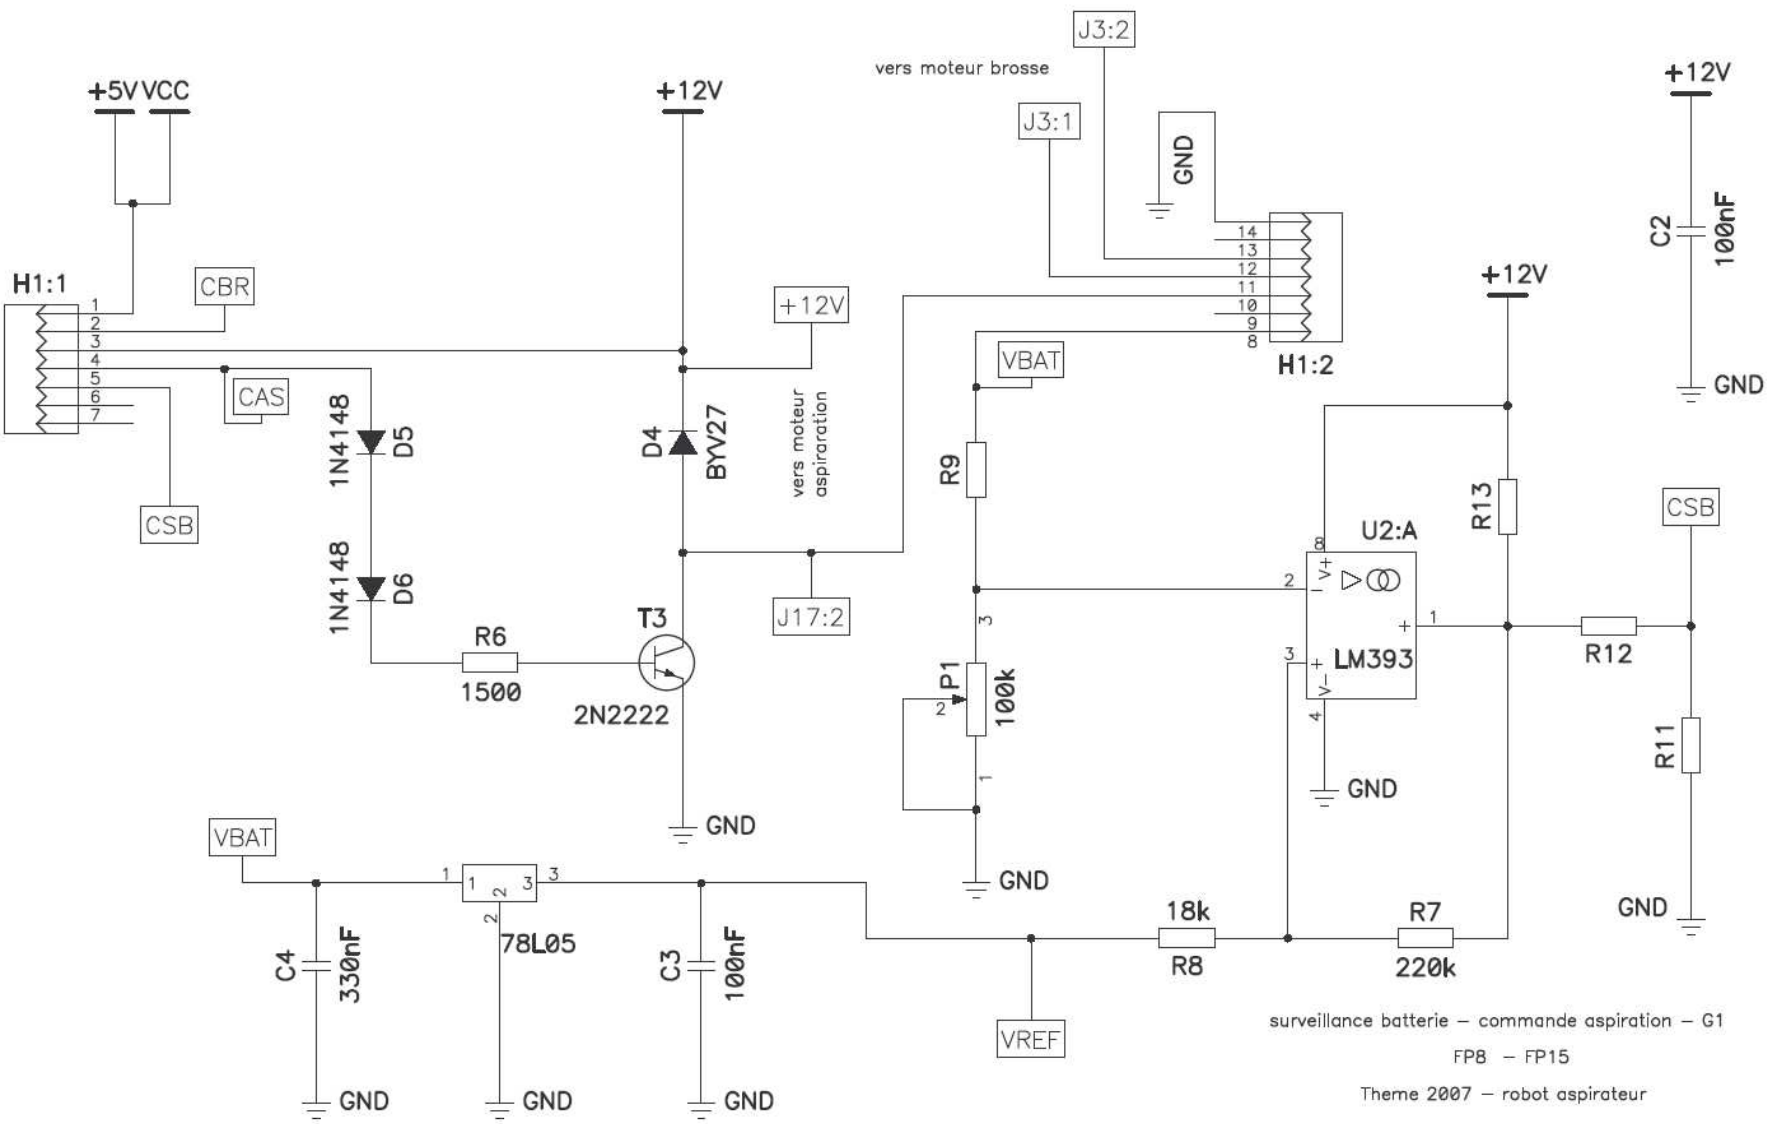 J3:2
vers moteur brosse
+12V
+5V VCC
+12V
J3:1
GND
C2
100nF
14
13
12
11
10
9
8
H1:2
H1:1
1
2
3
4
5
6
7
CBR
CAS
CSB
+12V
VBAT
+12V
GND
1N4148
D5
D4
BYV27
vers moteur
aspiraration
R9
R13
CSB
U2:A
8
V+
2
−
+
1
3
+
LM393
V−
4
GND
1N4148
D6
T3
J17:2
R6
1500
2N2222
3
P1
2
100k
1
R12
R11
GND
GND
GND
VBAT
1
1
2
3
3
2
78L05
C4
330nF
C3
100nF
18k
R8
R7
220k
VREF
GND
GND
GND
surveillance batterie − commande aspiration − G1
FP8 − FP15
Theme 2007 − robot aspirateur